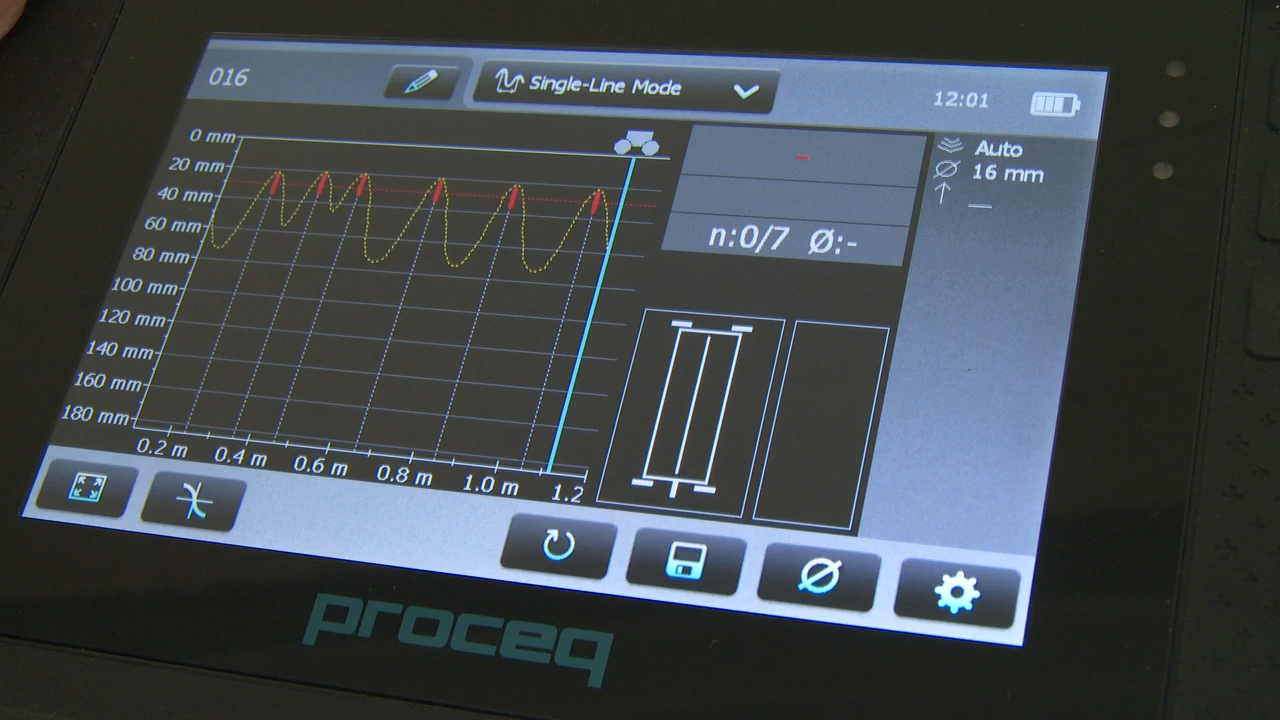 016
Single-Line Mode
12:01
0 mm
20 mm
40 mm
60 mm
80 mm
100 mm
120 mm
140 mm
160 mm
180 mm
0.2 m
0.4 m
0.6 m
0.8 m
1.0 m
1.2
-
n:0/7 Ø:-
Auto
Ø 16 mm
proceq